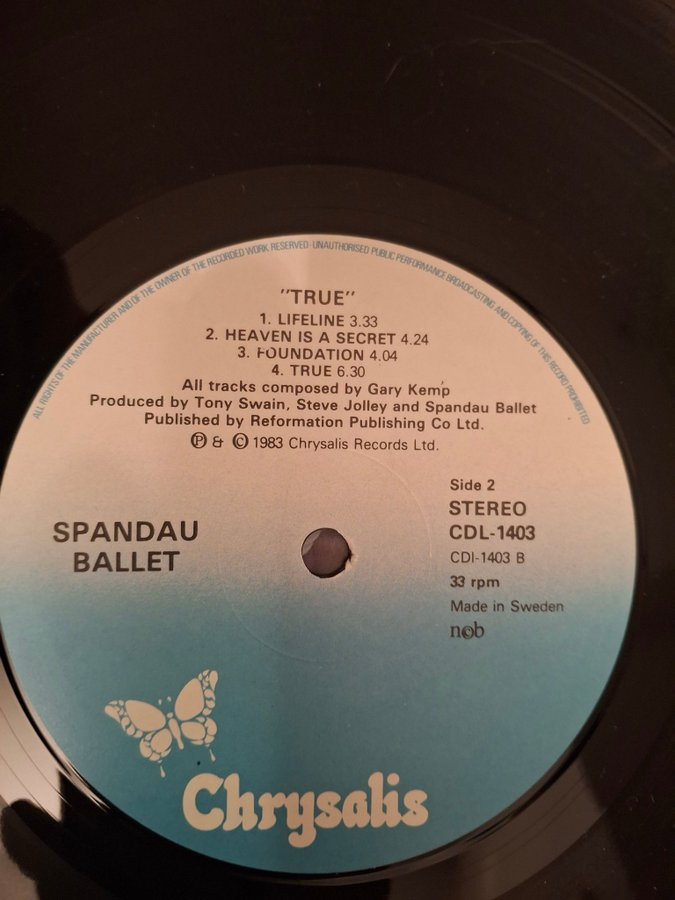 ALL RIGHTS OF THE MANUFACTURER AND OF THE OWNER OF THE RECORDED WORK RESERVED · UNAUTHORISED PUBLIC PERFORMANCE BROADCASTING AND COPYING OF THIS RECORD PROHIBITED
"TRUE"
1. LIFELINE 3.33
2. HEAVEN IS A SECRET 4.24
3. FOUNDATION 4.04
4. TRUE 6.30
All tracks composed by Gary Kemp
Produced by Tony Swain, Steve Jolley and Spandau Ballet
Published by Reformation Publishing Co Ltd.
Ⓟ & © 1983 Chrysalis Records Ltd.
SPANDAU
BALLET
Side 2
STEREO
CDL-1403
CDI-1403 B
33 rpm
Made in Sweden
n©b
Chrysalis